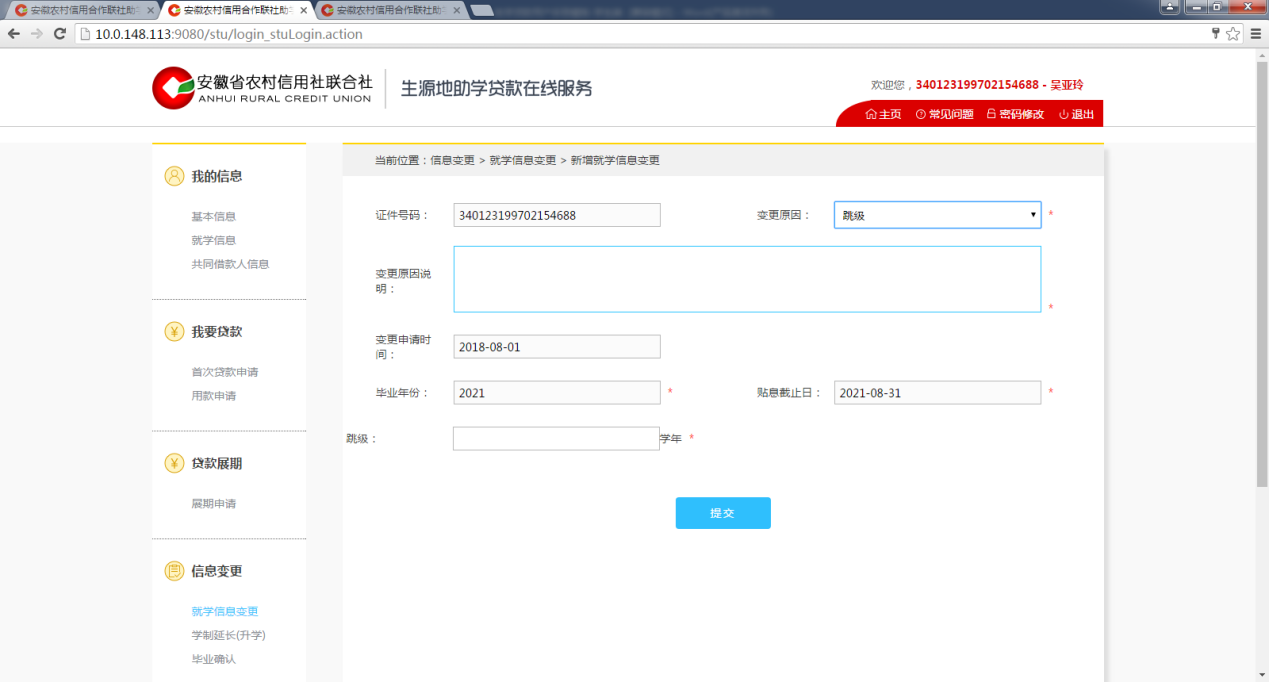 安徽农村信用合作联社助
安徽农村信用合作联社助
安徽农村信用合作联社助
10.0.148.113:9080/stu/login_stuLogin.action
安徽省农村信用社联合社
ANHUI RURAL CREDIT UNION
生源地助学贷款在线服务
欢迎您，340123199702154688 - 吴亚玲
主页 常见问题 密码修改 退出
我的信息
基本信息
就学信息
共同借款人信息
我要贷款
首次贷款申请
用款申请
贷款展期
展期申请
信息变更
就学信息变更
学制延长(升学)
毕业确认
当前位置：信息变更 > 就学信息变更 > 新增就学信息变更
证件号码： 340123199702154688 变更原因： 跳级 *
变更原因说
明： *
变更申请时
间： 2018-08-01
毕业年份： 2021 * 贴息截止日： 2021-08-31 *
跳级： 学年 *
提交